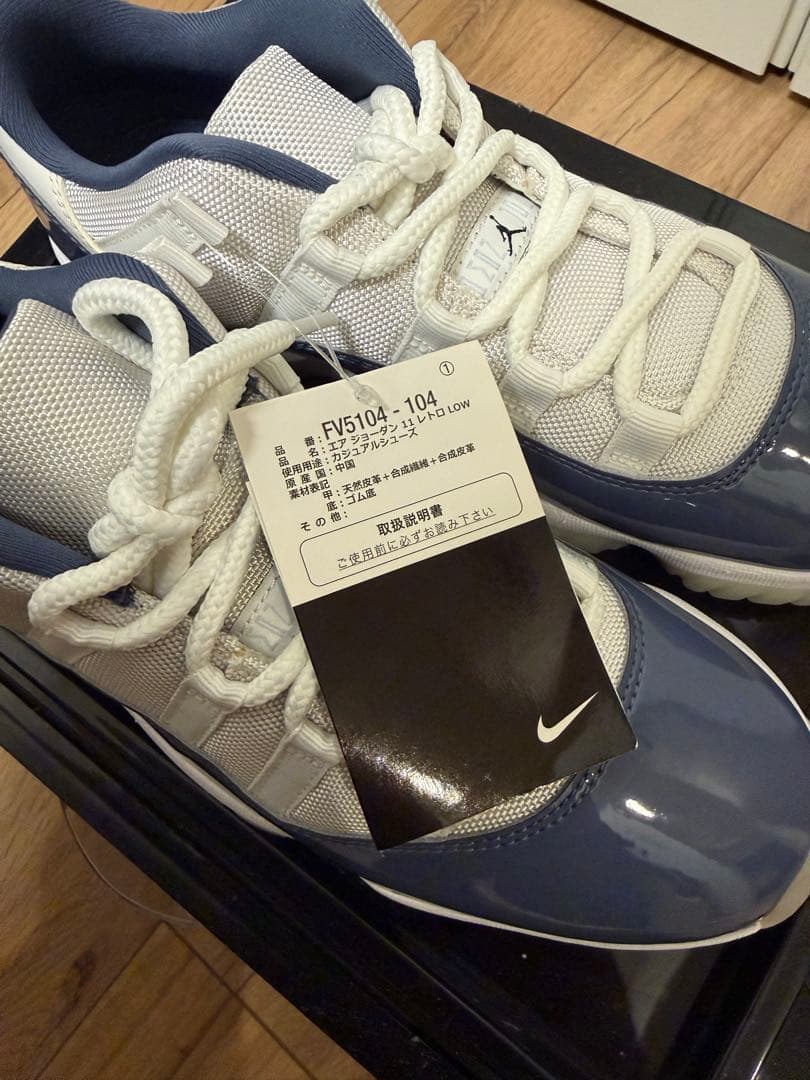 ①
品 番：FV5104 - 104
品 名：エア ジョーダン 11 レトロ LOW
使用用途：カジュアルシューズ
原 産 国：中国
素材表記
甲：天然皮革＋合成繊維＋合成皮革
底：ゴム底
そ の 他：
取扱説明書
ご使用前に必ずお読み下さい